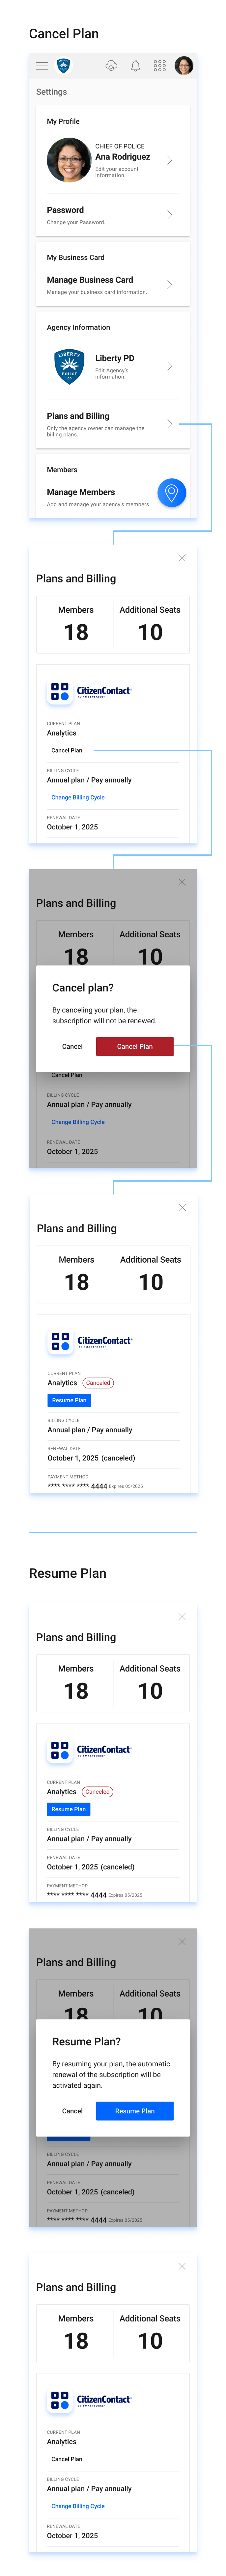 Cancel Plan
Settings
My Profile
CHIEF OF POLICE
Ana Rodriguez
Edit your account
information.
Password
Change your Password.
My Business Card
Manage Business Card
Manage your business card information.
Agency Information
LIBERTY
POLICE
Liberty PD
Edit Agency's
information.
Plans and Billing
Only the agency owner can manage the
billing plans.
Members
Manage Members
Add and manage your agency's members.
Plans and Billing
Members
Additional Seats
18
10
CitizenContact
BY SMARTFORCE
CURRENT PLAN
Analytics
Cancel Plan
BILLING CYCLE
Annual plan / Pay annually
Change Billing Cycle
RENEWAL DATE
October 1, 2025
Plans and Billing
Members
Additional Seats
18
10
Cancel plan?
By canceling your plan, the
subscription will not be renewed.
Cancel
Cancel Plan
Cancel Plan
BILLING CYCLE
Annual plan / Pay annually
Change Billing Cycle
RENEWAL DATE
October 1, 2025
Plans and Billing
Members
Additional Seats
18
10
CitizenContact
BY SMARTFORCE
CURRENT PLAN
Analytics
Canceled
Resume Plan
BILLING CYCLE
Annual plan / Pay annually
RENEWAL DATE
October 1, 2025 (canceled)
PAYMENT METHOD
**** **** **** 4444 Expires 05/2025
Resume Plan
Plans and Billing
Members
Additional Seats
18
10
CitizenContact
BY SMARTFORCE
CURRENT PLAN
Analytics
Canceled
Resume Plan
BILLING CYCLE
Annual plan / Pay annually
RENEWAL DATE
October 1, 2025 (canceled)
PAYMENT METHOD
**** **** **** 4444 Expires 05/2025
Plans and Billing
Members
Additional Seats
18
10
Resume Plan?
By resuming your plan, the automatic
renewal of the subscription will be
activated again.
Cancel
Resume Plan
BILLING CYCLE
Annual plan / Pay annually
RENEWAL DATE
October 1, 2025 (canceled)
PAYMENT METHOD
**** **** **** 4444 Expires 05/2025
Plans and Billing
Members
Additional Seats
18
10
CitizenContact
BY SMARTFORCE
CURRENT PLAN
Analytics
Cancel Plan
BILLING CYCLE
Annual plan / Pay annually
Change Billing Cycle
RENEWAL DATE
October 1, 2025